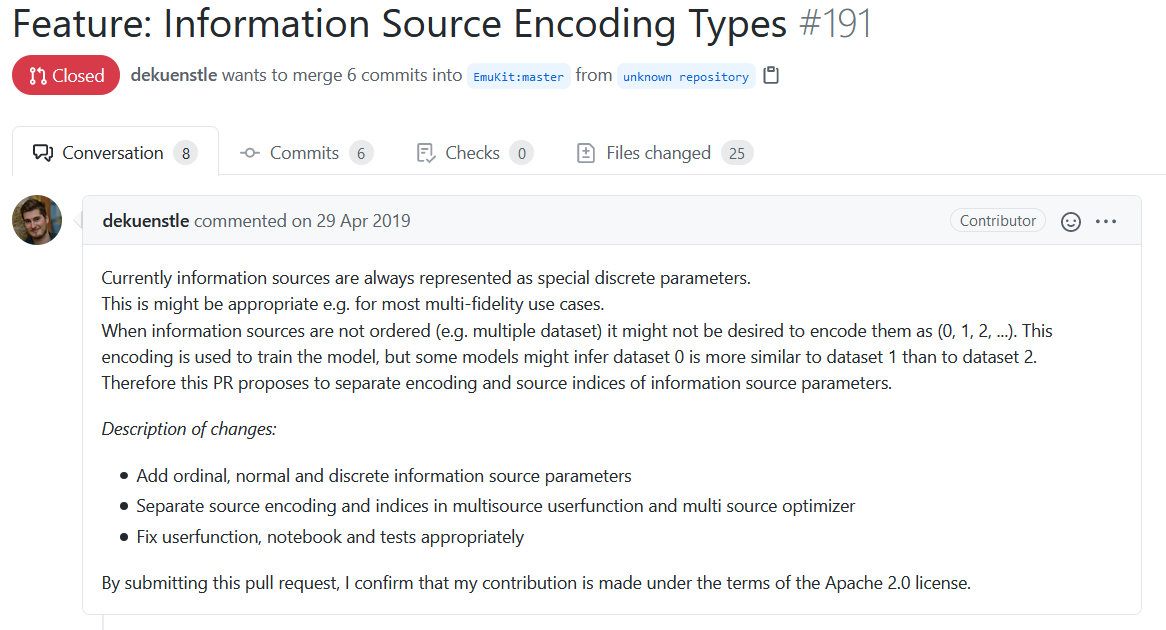 Feature: Information Source Encoding Types #191
Closed dekuenstle wants to merge 6 commits into EmuKit:master from unknown repository
Conversation 8 Commits 6 Checks 0 Files changed 25
dekuenstle commented on 29 Apr 2019 Contributor
Currently information sources are always represented as special discrete parameters.
This is might be appropriate e.g. for most multi-fidelity use cases.
When information sources are not ordered (e.g. multiple dataset) it might not be desired to encode them as (0, 1, 2, ...). This
encoding is used to train the model, but some models might infer dataset 0 is more similar to dataset 1 than to dataset 2.
Therefore this PR proposes to separate encoding and source indices of information source parameters.
Description of changes:
• Add ordinal, normal and discrete information source parameters
• Separate source encoding and indices in multisource userfunction and multi source optimizer
• Fix userfunction, notebook and tests appropriately
By submitting this pull request, I confirm that my contribution is made under the terms of the Apache 2.0 license.